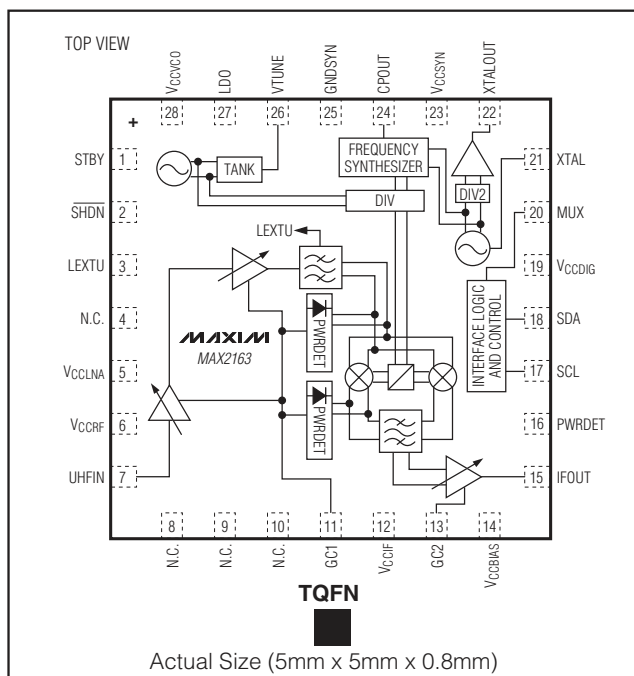 TOP VIEW
VCCVCO
LDO
VTUNE
GNDSYN
CPOUT
VCCSYN
XTALOUT
28
27
26
25
24
23
22
+
STBY 1
SHDN 2
LEXTU 3
N.C. 4
VCCLNA 5
VCCRF 6
UHFIN 7
TANK
FREQUENCY
SYNTHESIZER
DIV
DIV2
LEXTU
MAXIM
MAX2163
PWRDET
PWRDET
INTERFACE LOGIC
AND CONTROL
21 XTAL
20 MUX
19 VCCDIG
18 SDA
17 SCL
16 PWRDET
15 IFOUT
8
9
10
11
12
13
14
N.C.
N.C.
N.C.
GC1
VCCIF
GC2
VCCBIAS
TQFN
Actual Size (5mm x 5mm x 0.8mm)